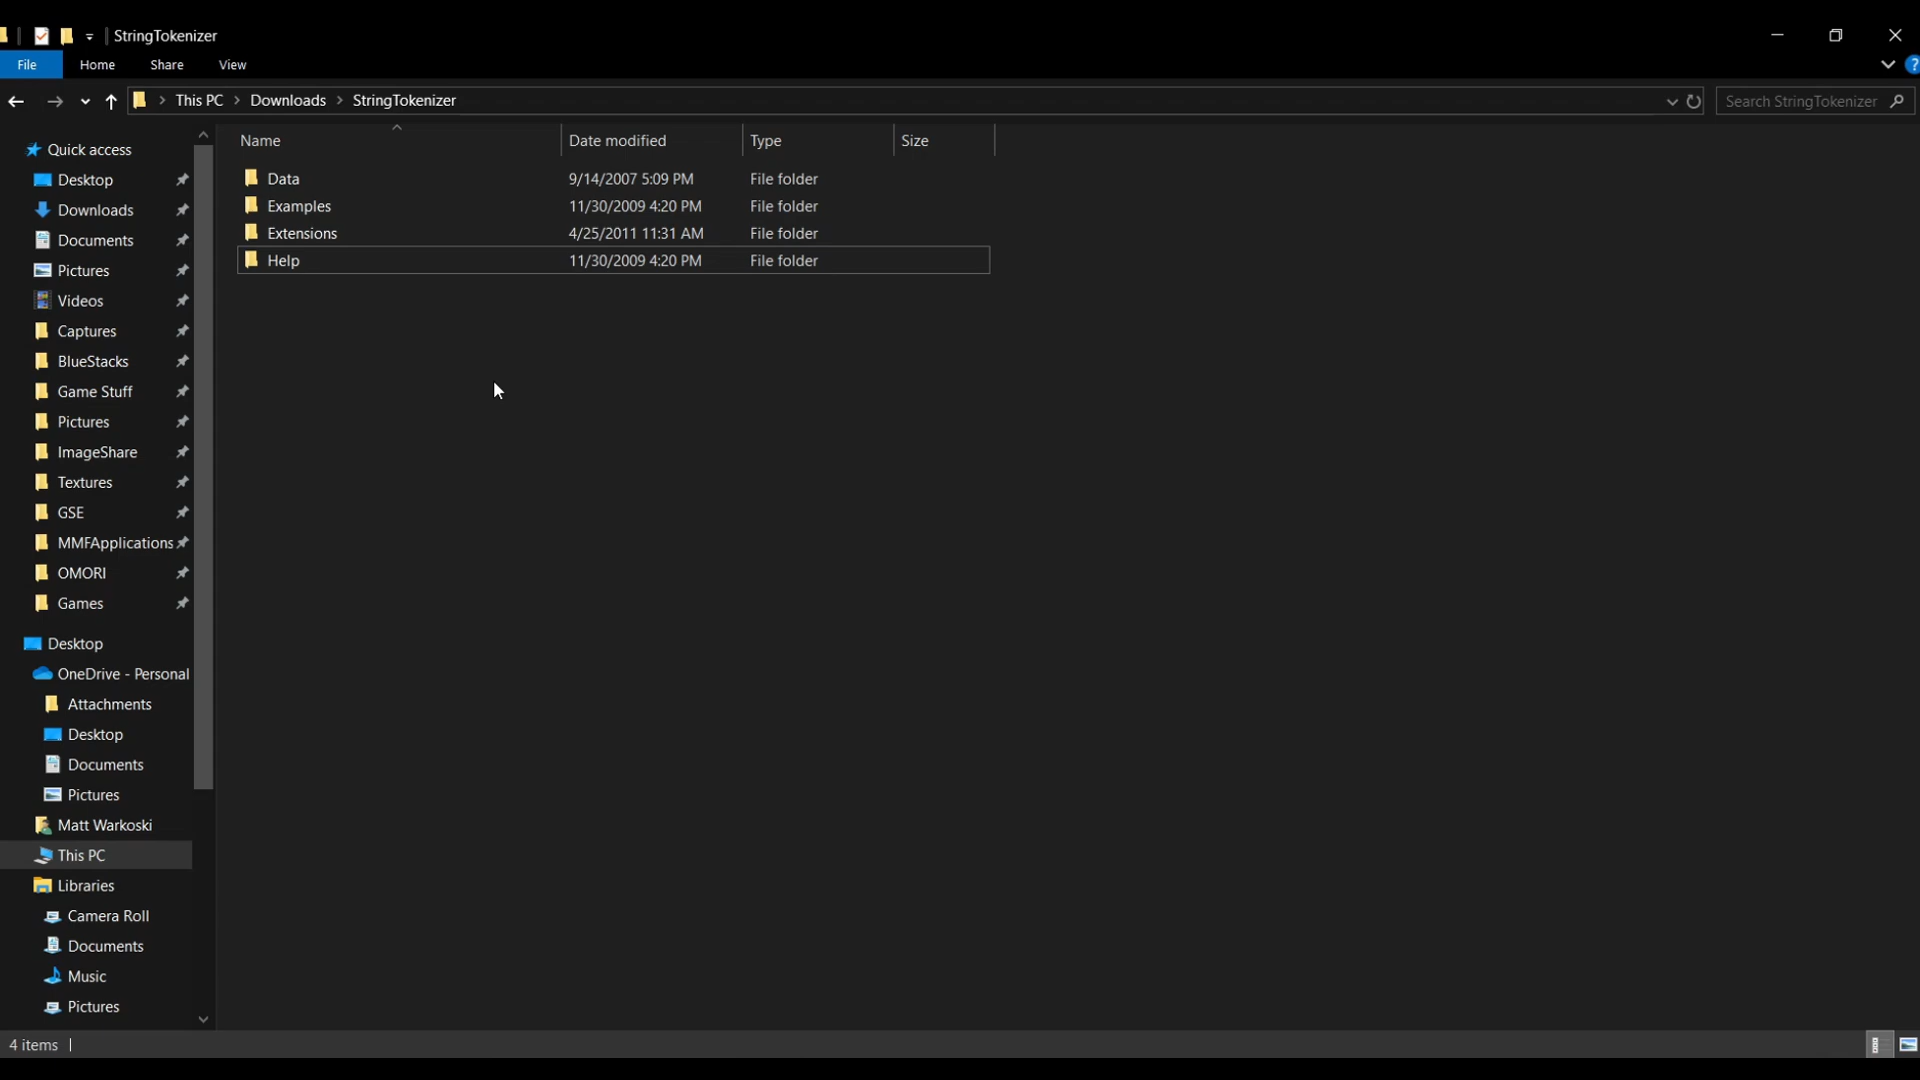 StringTokenizer
File Home Share View
?
This PC > Downloads > StringTokenizer
Search StringTokenizer
Name Date modified Type Size
Data 9/14/2007 5:09 PM File folder
Examples 11/30/2009 4:20 PM File folder
Extensions 4/25/2011 11:31 AM File folder
Help 11/30/2009 4:20 PM File folder
Quick access
Desktop
Downloads
Documents
Pictures
Videos
Captures
BlueStacks
Game Stuff
Pictures
ImageShare
Textures
GSE
MMFApplications
OMORI
Games
Desktop
OneDrive - Personal
Attachments
Desktop
Documents
Pictures
Matt Warkoski
This PC
Libraries
Camera Roll
Documents
Music
Pictures
4 items